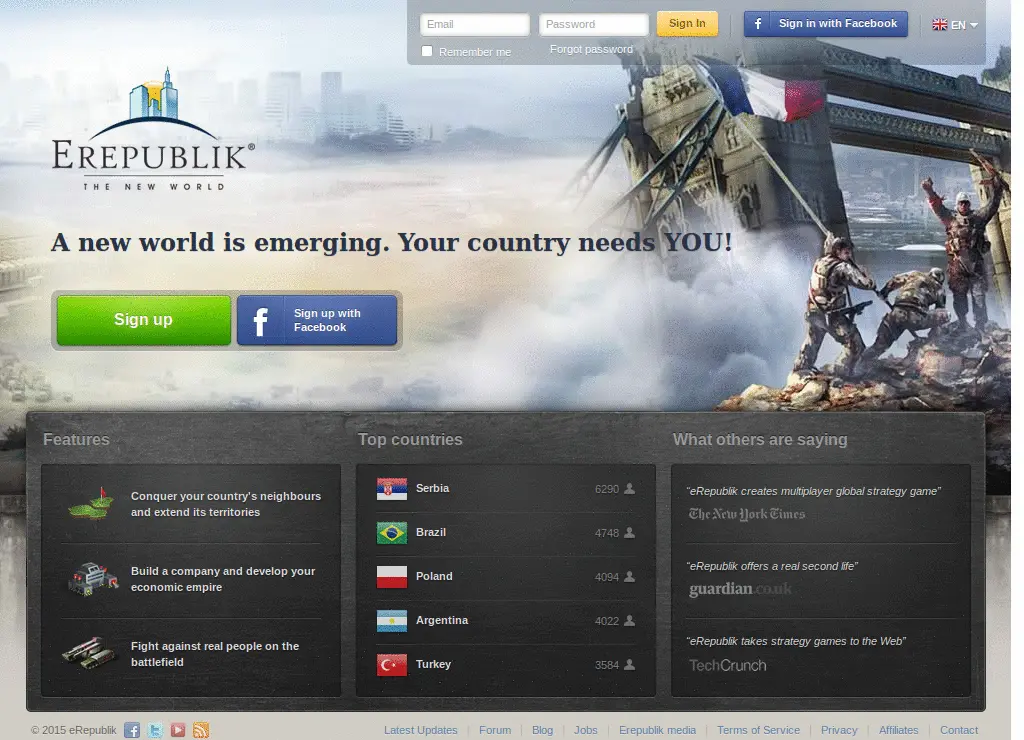 Email Password Sign In Sign in with Facebook EN
Remember me Forgot password
EREPUBLIK®
THE NEW WORLD
A new world is emerging. Your country needs YOU!
Sign up
Sign up with
Facebook
Features
Conquer your country's neighbours
and extend its territories
Build a company and develop your
economic empire
Fight against real people on the
battlefield
Top countries
Serbia 6290
Brazil 4748
Poland 4094
Argentina 4022
Turkey 3584
What others are saying
“eRepublik creates multiplayer global strategy game”
The New York Times
“eRepublik offers a real second life”
guardian.co.uk
“eRepublik takes strategy games to the Web”
TechCrunch
© 2015 eRepublik Latest Updates Forum Blog Jobs Erepublik media Terms of Service Privacy Affiliates Contact